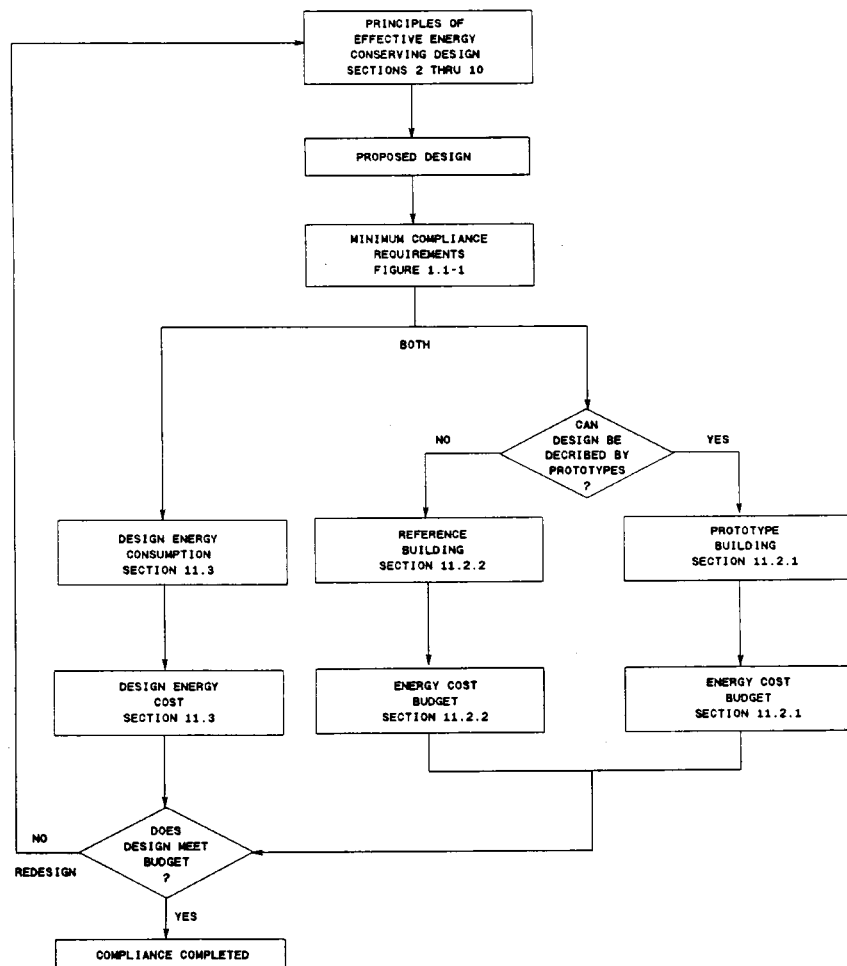 PRINCIPLES OF
EFFECTIVE ENERGY
CONSERVING DESIGN
SECTIONS 2 THRU 10
PROPOSED DESIGN
MINIMUM COMPLIANCE
REQUIREMENTS
FIGURE 1.1-1
BOTH
CAN
DESIGN BE
DECRIBED BY
PROTOTYPES
?
NO
YES
DESIGN ENERGY
CONSUMPTION
SECTION 11.3
REFERENCE
BUILDING
SECTION 11.2.2
PROTOTYPE
BUILDING
SECTION 11.2.1
DESIGN ENERGY
COST
SECTION 11.3
ENERGY COST
BUDGET
SECTION 11.2.2
ENERGY COST
BUDGET
SECTION 11.2.1
DOES
DESIGN MEET
BUDGET
?
NO
REDESIGN
YES
COMPLIANCE COMPLETED